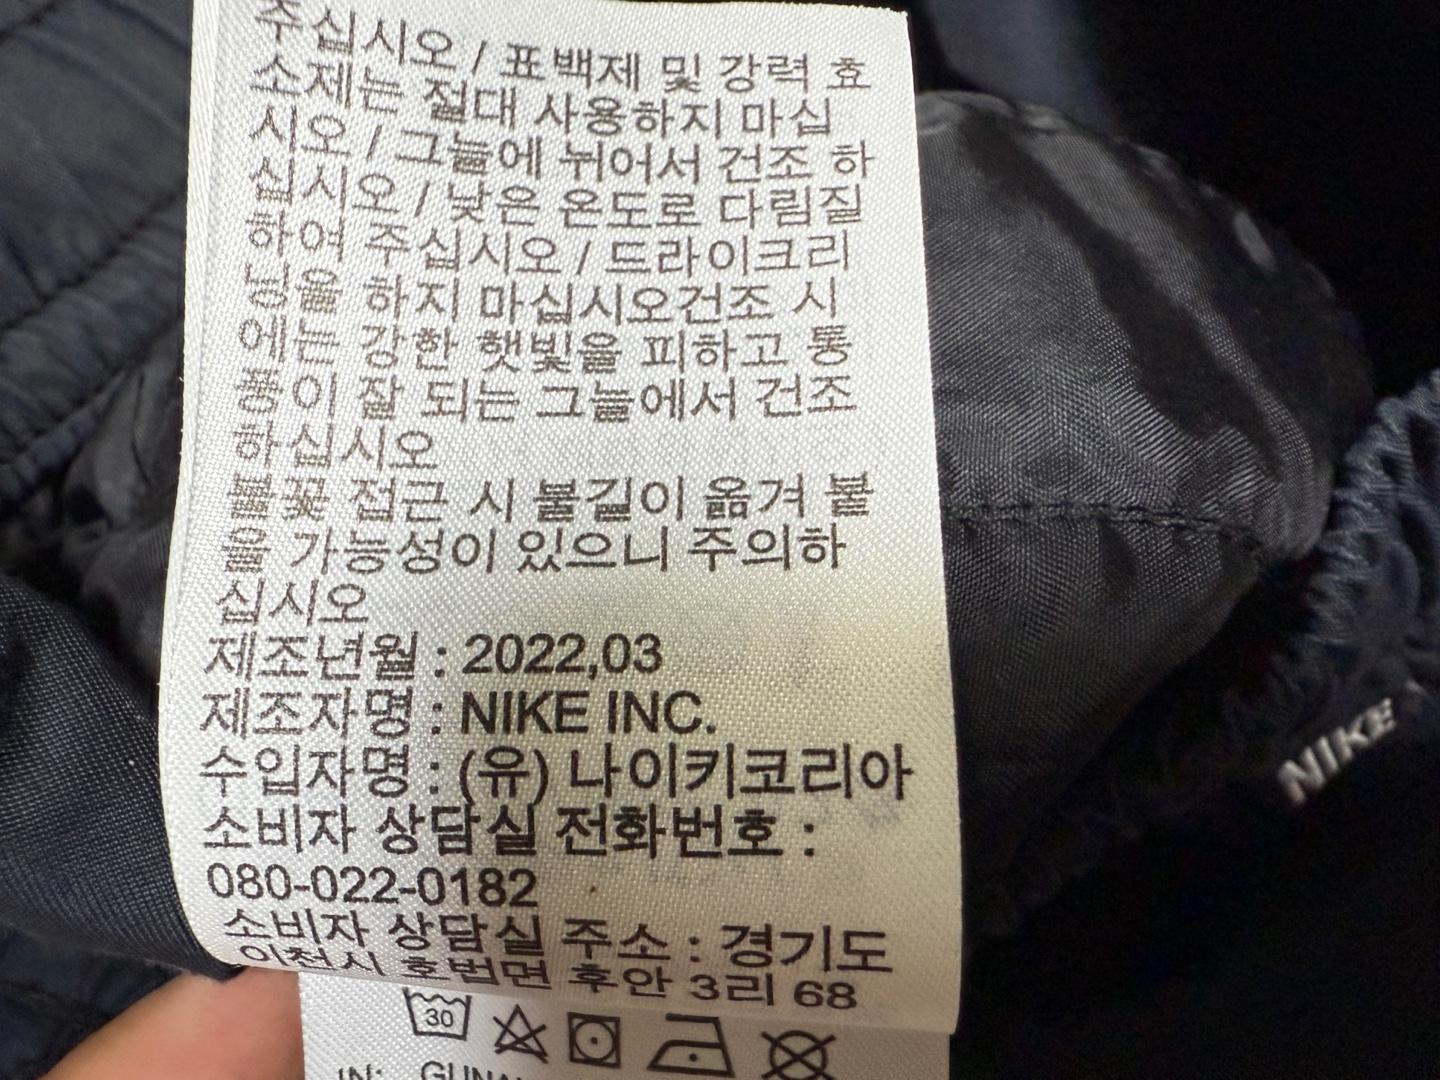 주십시오 / 표백제 및 강력 효
소제는 절대 사용하지 마십
시오 / 그늘에 뉘어서 건조 하
십시오 / 낮은 온도로 다림질
하여 주십시오 / 드라이크리
닝을 하지 마십시오건조 시
에는 강한 햇빛을 피하고 통
풍이 잘 되는 그늘에서 건조
하십시오
불꽃 접근 시 불길이 옮겨 붙
을 가능성이 있으니 주의하
십시오
제조년월 : 2022,03
제조자명 : NIKE INC.
수입자명 : (유) 나이키코리아
소비자 상담실 전화번호 :
080-022-0182
소비자 상담실 주소 : 경기도
이천시 호법면 후안 3리 68
30
IN:
NIKE